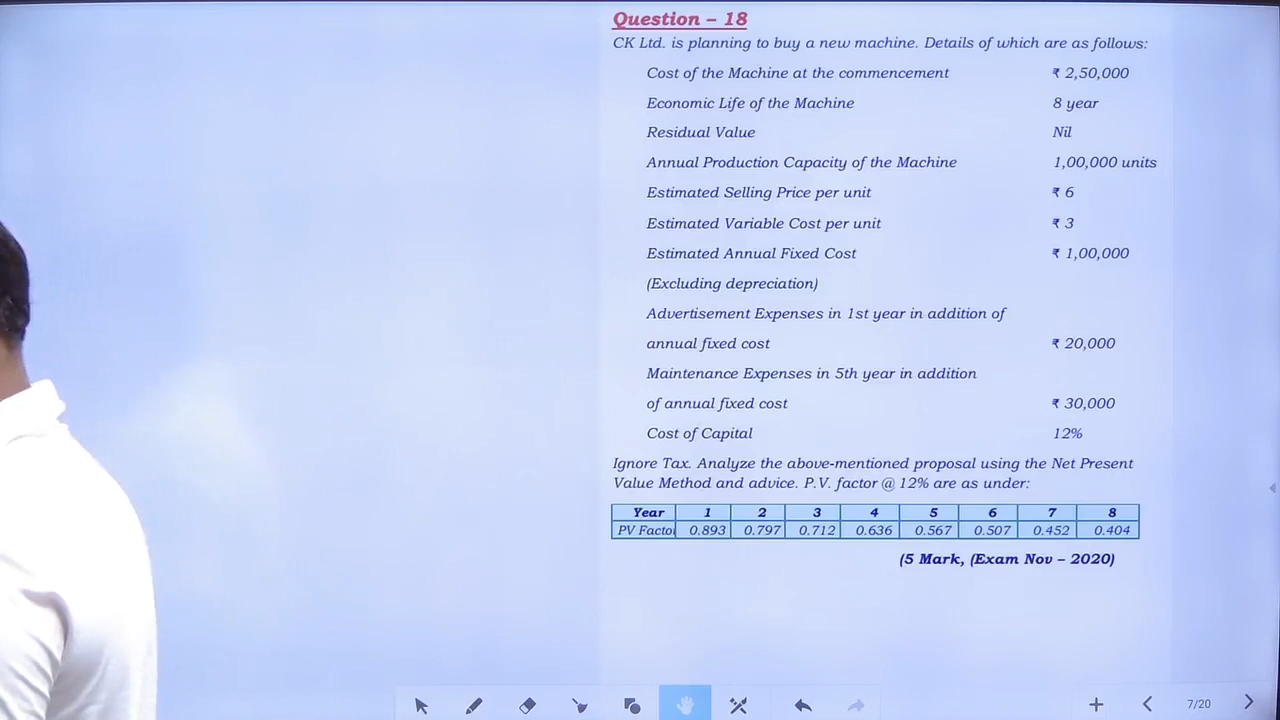 Question – 18
CK Ltd. is planning to buy a new machine. Details of which are as follows:
Cost of the Machine at the commencement ₹ 2,50,000
Economic Life of the Machine 8 year
Residual Value Nil
Annual Production Capacity of the Machine 1,00,000 units
Estimated Selling Price per unit ₹ 6
Estimated Variable Cost per unit ₹ 3
Estimated Annual Fixed Cost ₹ 1,00,000
(Excluding depreciation)
Advertisement Expenses in 1st year in addition of
annual fixed cost ₹ 20,000
Maintenance Expenses in 5th year in addition
of annual fixed cost ₹ 30,000
Cost of Capital 12%
Ignore Tax. Analyze the above-mentioned proposal using the Net Present
Value Method and advice. P.V. factor @ 12% are as under:
Year 1 2 3 4 5 6 7 8
PV Facto 0.893 0.797 0.712 0.636 0.567 0.507 0.452 0.404
(5 Mark, (Exam Nov – 2020)
7/20